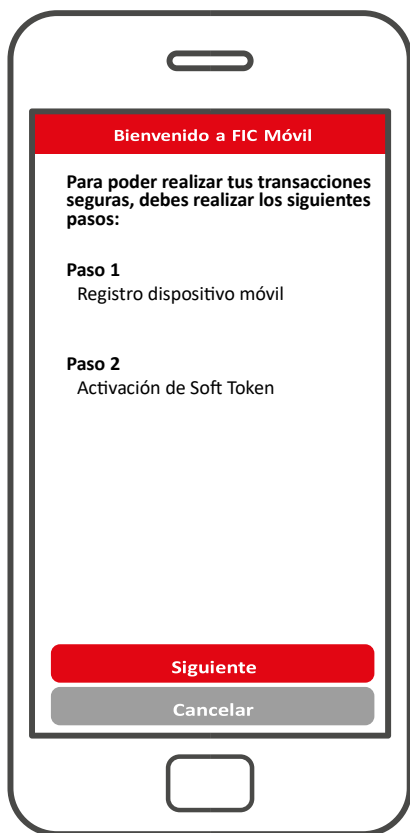 Bienvenido a FIC Móvil
Para poder realizar tus transacciones
seguras, debes realizar los siguientes
pasos:
Paso 1
Registro dispositivo móvil
Paso 2
Activación de Soft Token
Siguiente
Cancelar